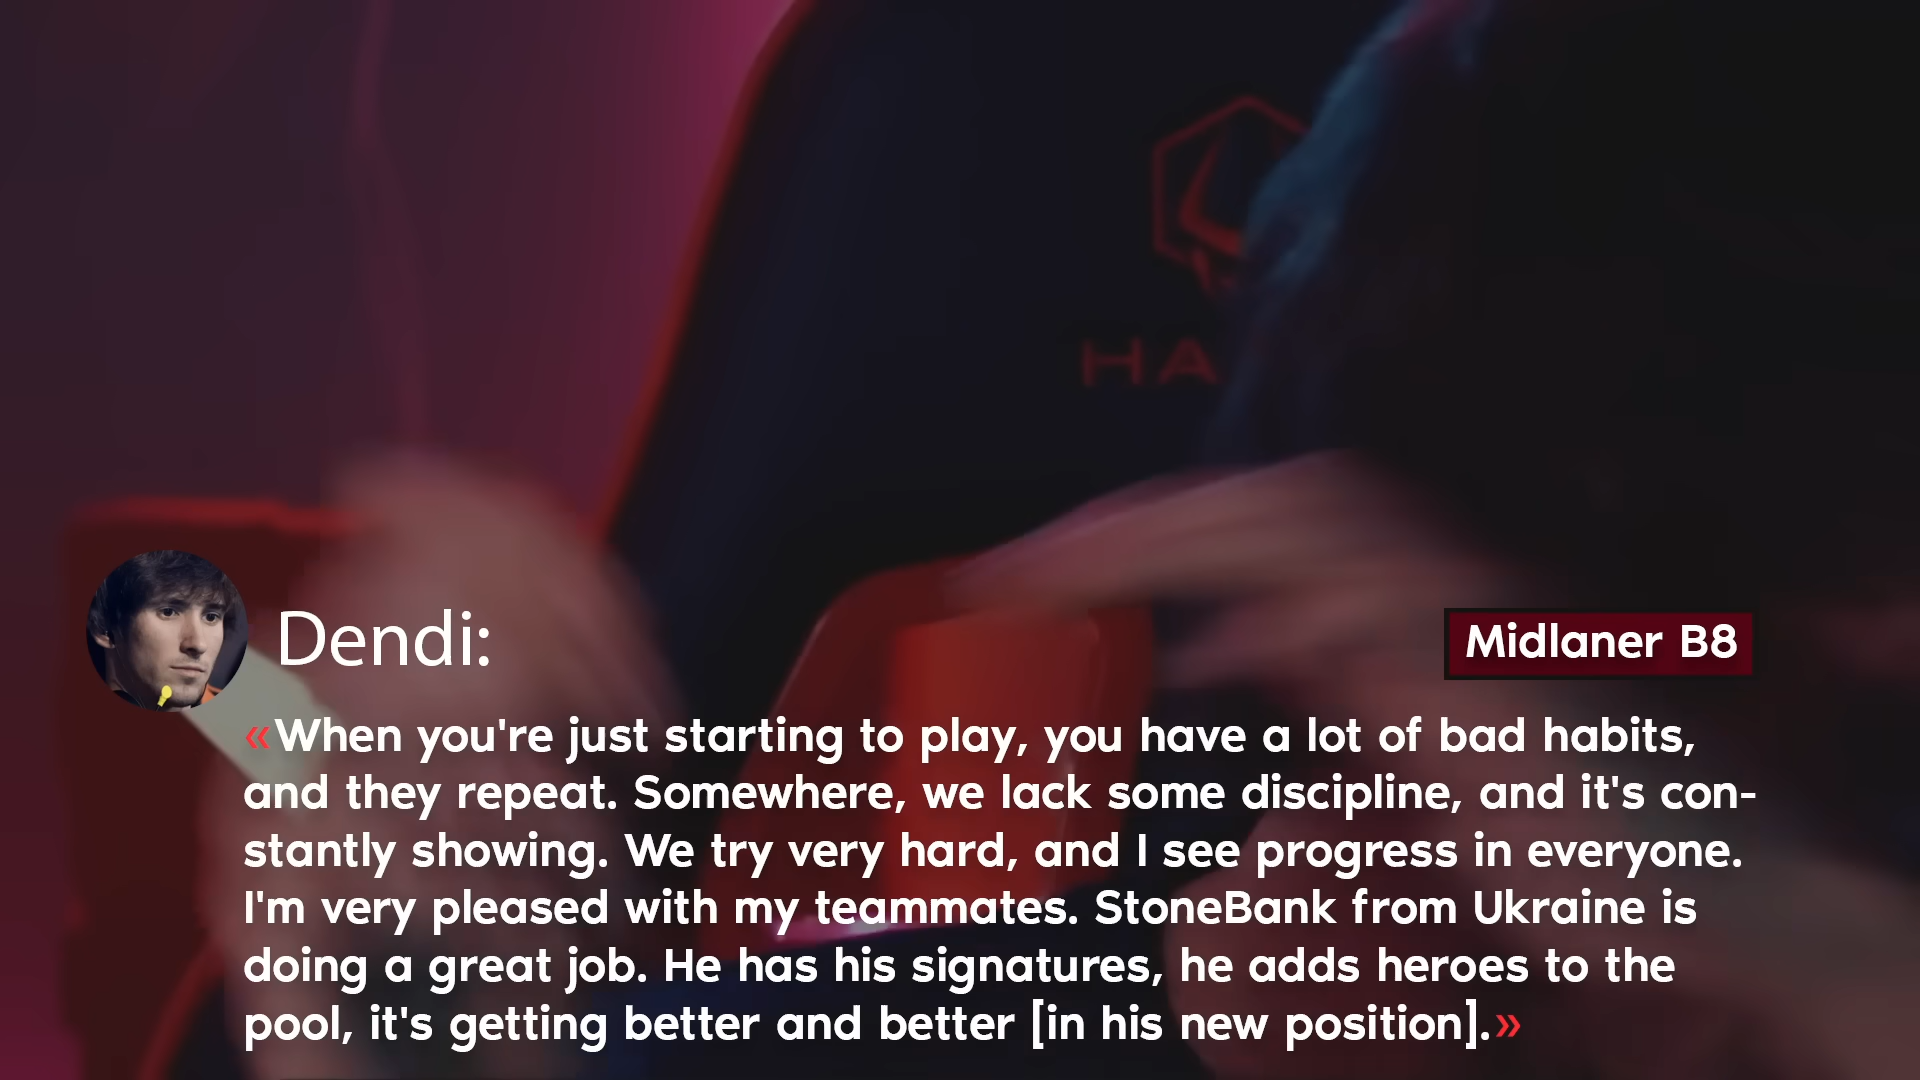 HA
Dendi:
Midlaner B8
«When you're just starting to play, you have a lot of bad habits,
and they repeat. Somewhere, we lack some discipline, and it's con-
stantly showing. We try very hard, and I see progress in everyone.
I'm very pleased with my teammates. StoneBank from Ukraine is
doing a great job. He has his signatures, he adds heroes to the
pool, it's getting better and better [in his new position].»